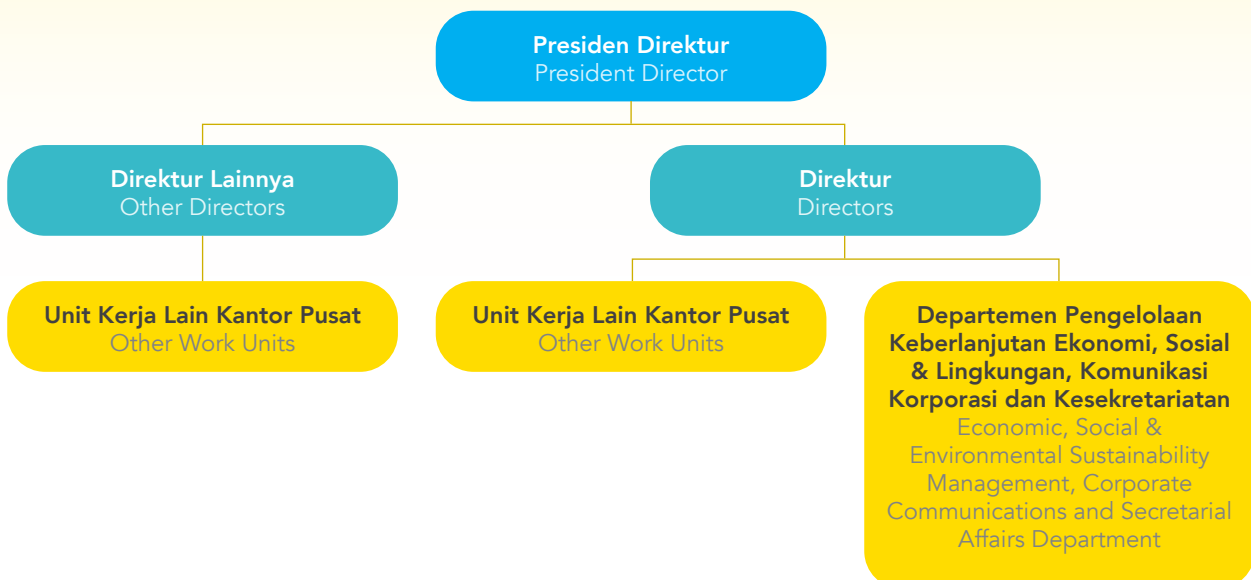 Presiden Direktur
President Director
Direktur Lainnya
Other Directors
Direktur
Directors
Unit Kerja Lain Kantor Pusat
Other Work Units
Unit Kerja Lain Kantor Pusat
Other Work Units
Departemen Pengelolaan
Keberlanjutan Ekonomi, Sosial
& Lingkungan, Komunikasi
Korporasi dan Kesekretariatan
Economic, Social &
Environmental Sustainability
Management, Corporate
Communications and Secretarial
Affairs Department